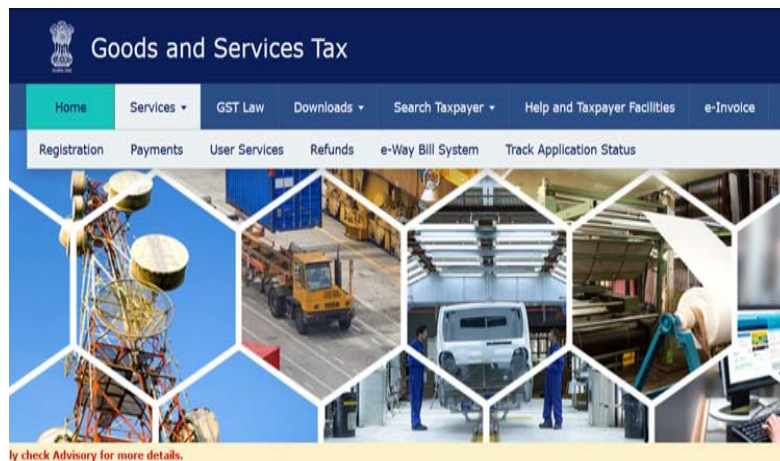 Goods and Services Tax
Home Services GST Law Downloads Search Taxpayer Help and Taxpayer Facilities e-Invoice
Registration Payments User Services Refunds e-Way Bill System Track Application Status
ly check Advisory for more details.